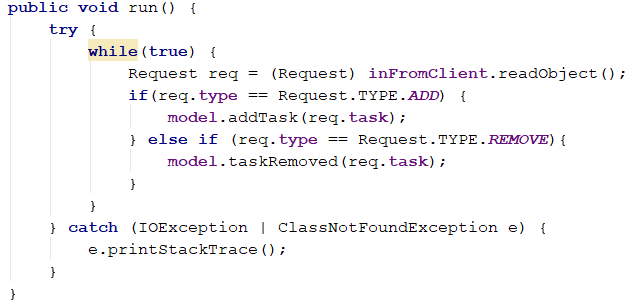 public void run() {
    try {
        while(true) {
            Request req = (Request) inFromClient.readObject();
            if(req.type == Request.TYPE.ADD) {
                model.addTask(req.task);
            } else if (req.type == Request.TYPE.REMOVE){
                model.taskRemoved(req.task);
            }
        }
    } catch (IOException | ClassNotFoundException e) {
        e.printStackTrace();
    }
}